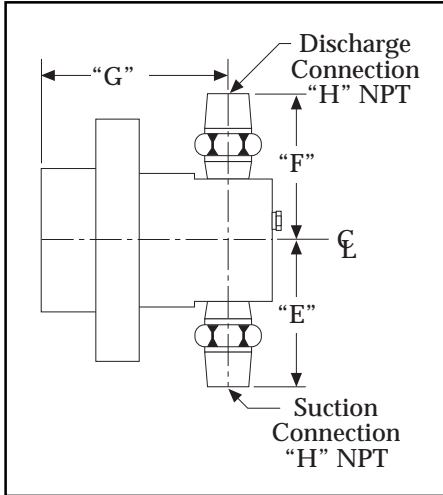 Discharge
Connection
“H” NPT
“G”
“F”
℄
“E”
Suction
Connection
“H” NPT